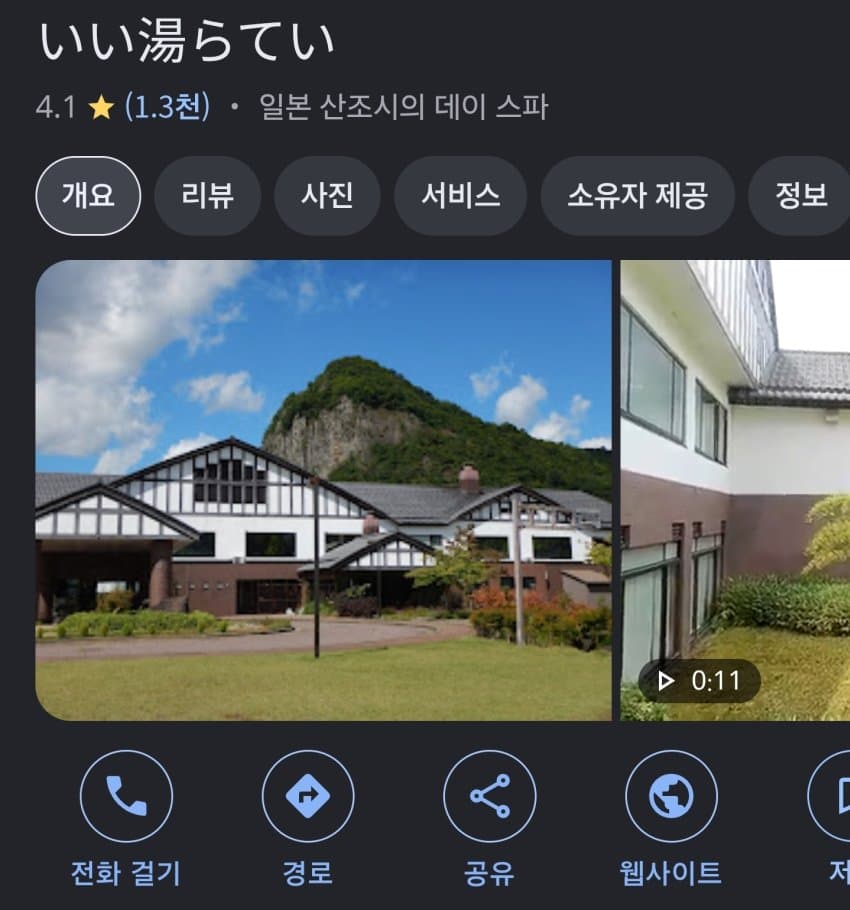 いい湯らてい
4.1 ★ (1.3천) • 일본 산조시의 데이 스파
개요 리뷰 사진 서비스 소유자 제공 정보
0:11
전화 걸기 경로 공유 웹사이트 저